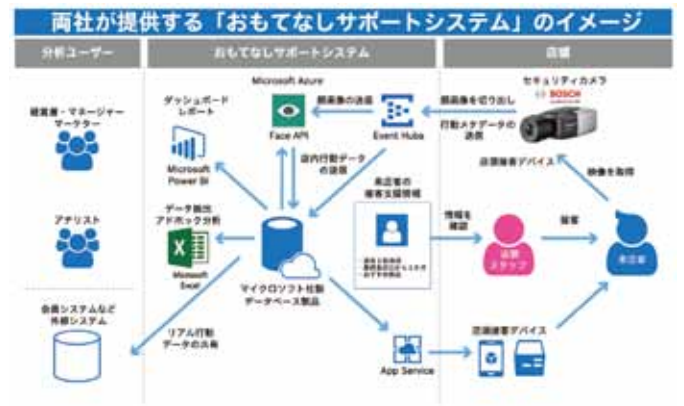 両社が提供する「おもてなしサポートシステム」のイメージ
分析ユーザー
おもてなしサポートシステム
店舗
Microsoft Azure
セキュリティカメラ
BOSCH
ダッシュボード
レポート
顔画像の送信
顔画像を切り出し
経営層・マネージャー
マーケター
Face API
Event Hubs
行動メタデータの
送信
Microsoft
Power BI
店内行動データ
の送信
店頭接客デバイス
映像を取得
来店客の
接客支援情報
アナリスト
データ抽出
アドホック分析
情報を
確認
接客
店舗
スタッフ
来店客
Microsoft
Excel
マイクロソフト社製
データベース製品
会員システムなど
外部システム
リアル行動
データの共有
店頭接客デバイス
App Service